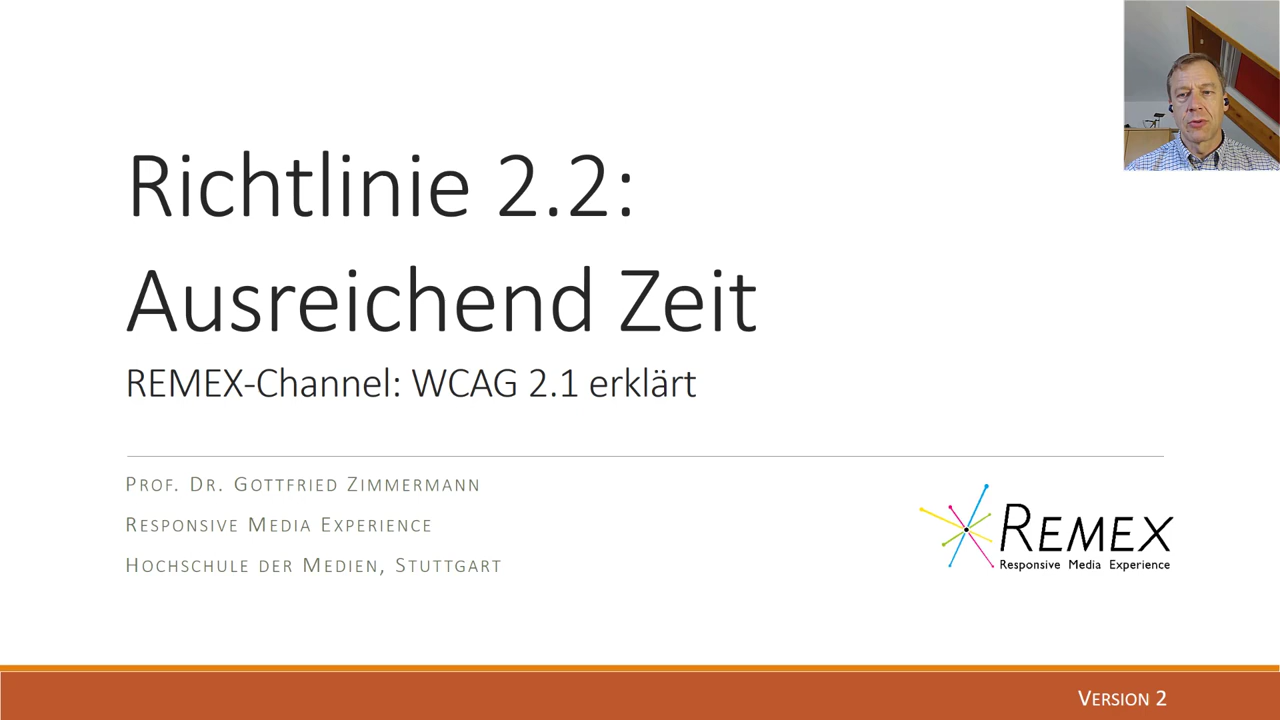 Richtlinie 2.2:
Ausreichend Zeit
REMEX-Channel: WCAG 2.1 erklärt
Prof. Dr. Gottfried Zimmermann
Responsive Media Experience
Hochschule der Medien, Stuttgart
REMEX
Responsive Media Experience
Version 2